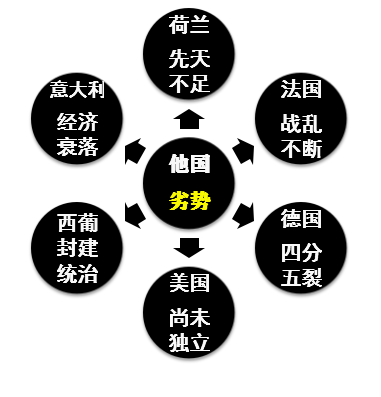 荷兰
先天
不足
意大利
经济
衰落
法国
战乱
不断
他国
劣势
西葡
封建
统治
德国
四分
五裂
美国
尚未
独立